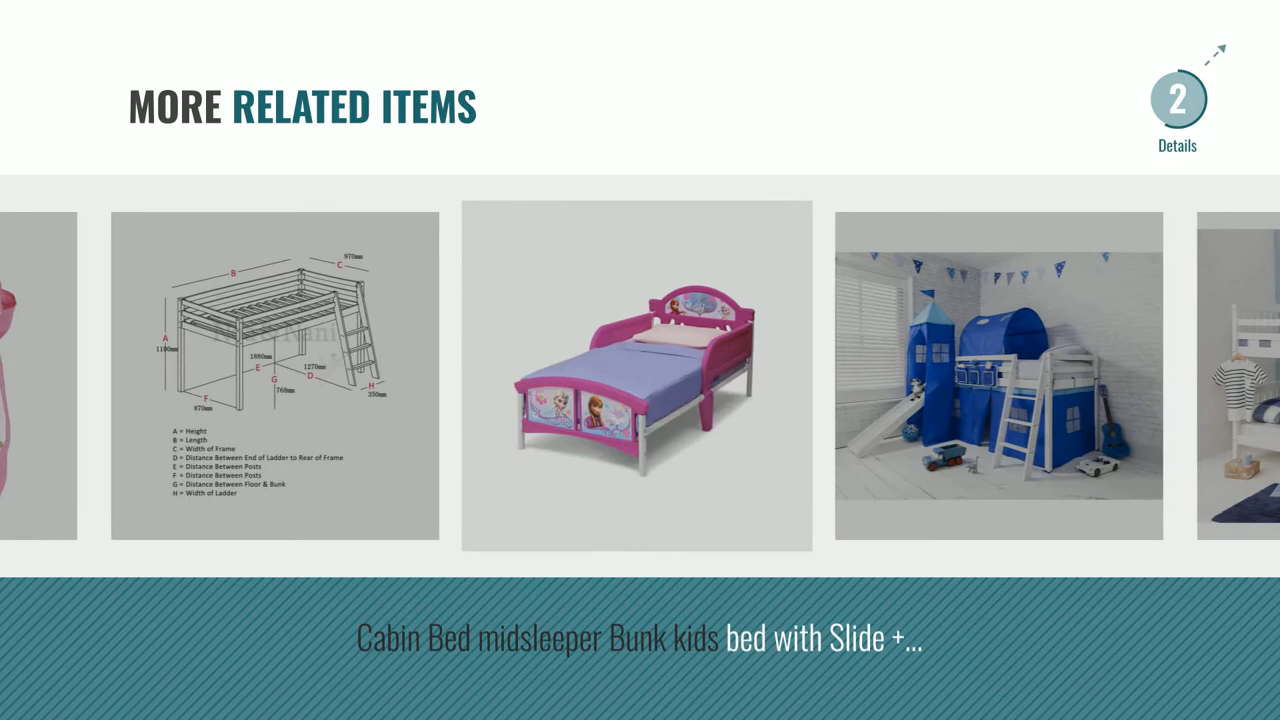 MORE RELATED ITEMS
2
Details
970mm
B
C
A
1100mm
1880mm
E
1270mm
D
G
768mm
H
350mm
F
870mm
A = Height
B = Length
C = Width of Frame
D = Distance Between End of Ladder to Rear of Frame
E = Distance Between Posts
F = Distance Between Posts
G = Distance Between Floor & Bunk
H = Width of Ladder
Cabin Bed midsleeper Bunk kids bed with Slide +...